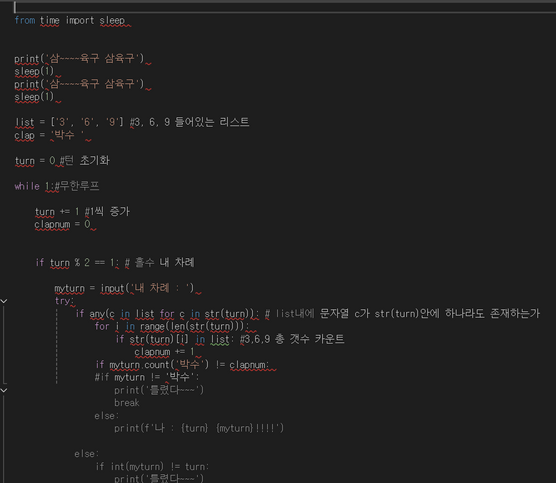 from time import sleep
print('삼~~~~육구 삼육구')
sleep(1)
print('삼~~~~육구 삼육구')
sleep(1)
list = ['3', '6', '9'] #3, 6, 9 들어있는 리스트
clap = '박수 '
turn = 0 #턴 초기화
while 1:#무한루프
turn += 1 #1씩 증가
clapnum = 0
if turn % 2 == 1: # 홀수 내 차례
myturn = input('내 차례 : ')
try:
if any(c in list for c in str(turn)): # list내에 문자열 c가 str(turn)안에 하나라도 존재하는가
for i in range(len(str(turn))):
if str(turn)[i] in list: #3,6,9 총 갯수 카운트
clapnum += 1
if myturn.count('박수') != clapnum:
#if myturn != '박수':
print('틀렸다~~~')
break
else:
print(f'나 : {turn} {myturn}!!!!')
else:
if int(myturn) != turn:
print('틀렸다~~~')